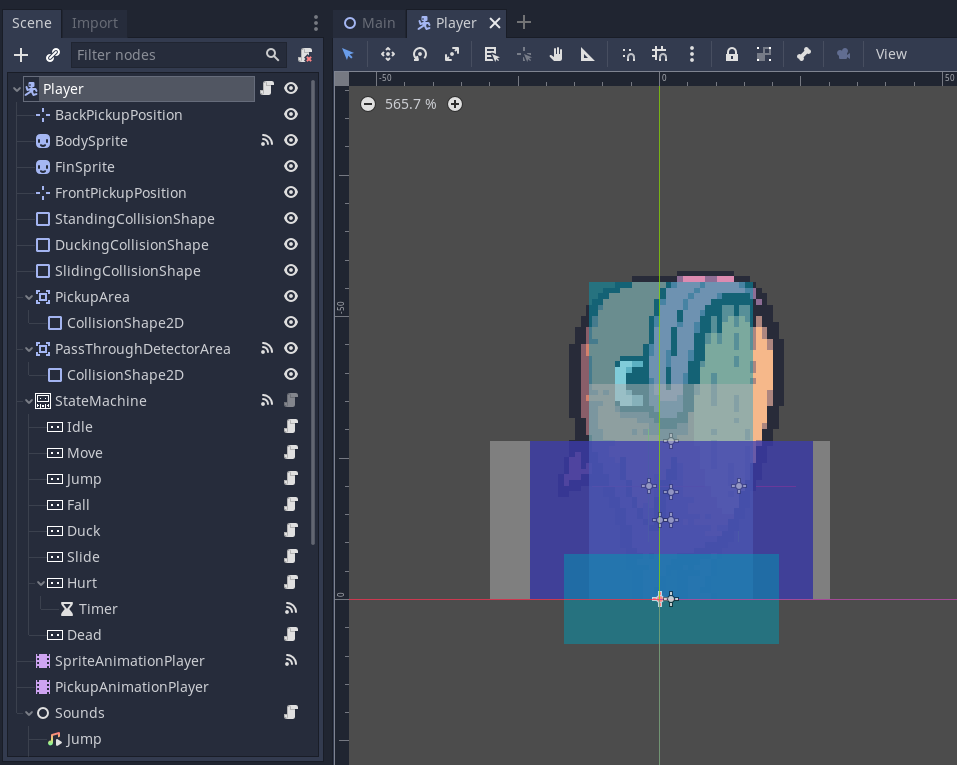 Scene
Import
Main
Player
Filter nodes
View
-50
0
50
565.7 %
-50
0
Player
BackPickupPosition
BodySprite
FinSprite
FrontPickupPosition
StandingCollisionShape
DuckingCollisionShape
SlidingCollisionShape
PickupArea
CollisionShape2D
PassThroughDetectorArea
CollisionShape2D
StateMachine
Idle
Move
Jump
Fall
Duck
Slide
Hurt
Timer
Dead
SpriteAnimationPlayer
PickupAnimationPlayer
Sounds
Jump